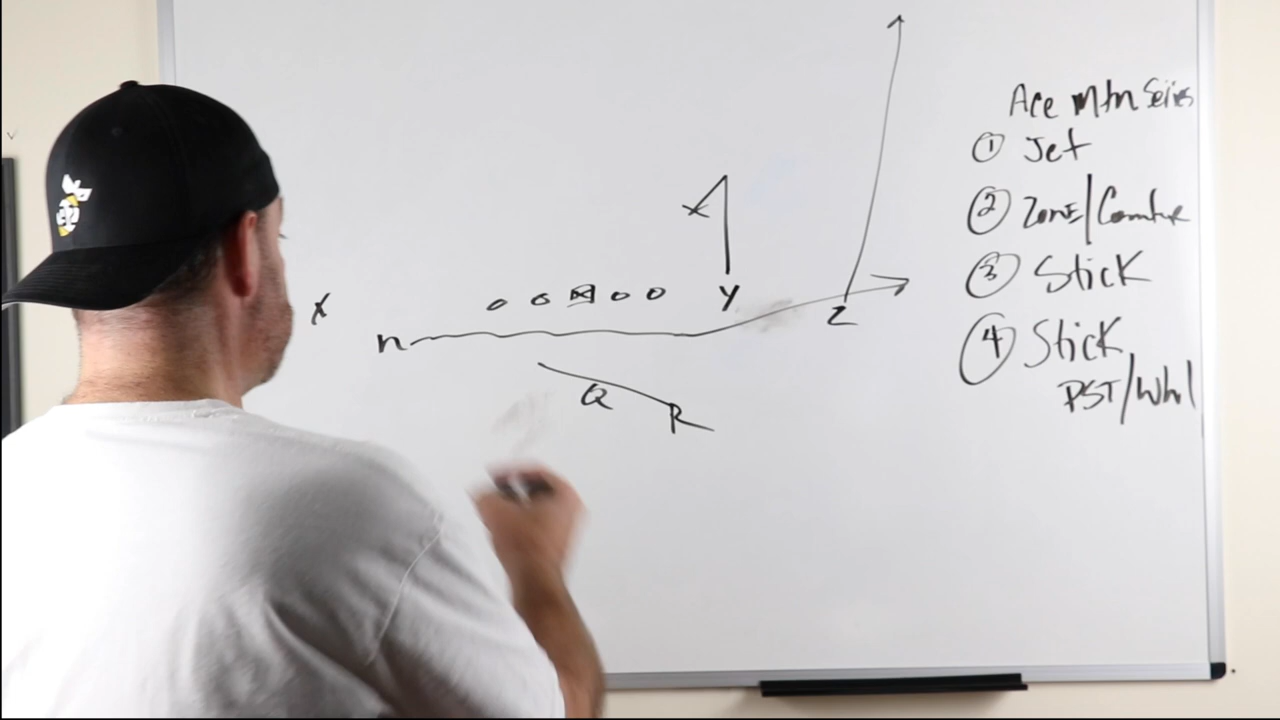 Ace Mtn Series
① Jet
② Zone/Counter
③ Stick
④ Stick
PST/Whl
Y
X
Z
n
Q
R